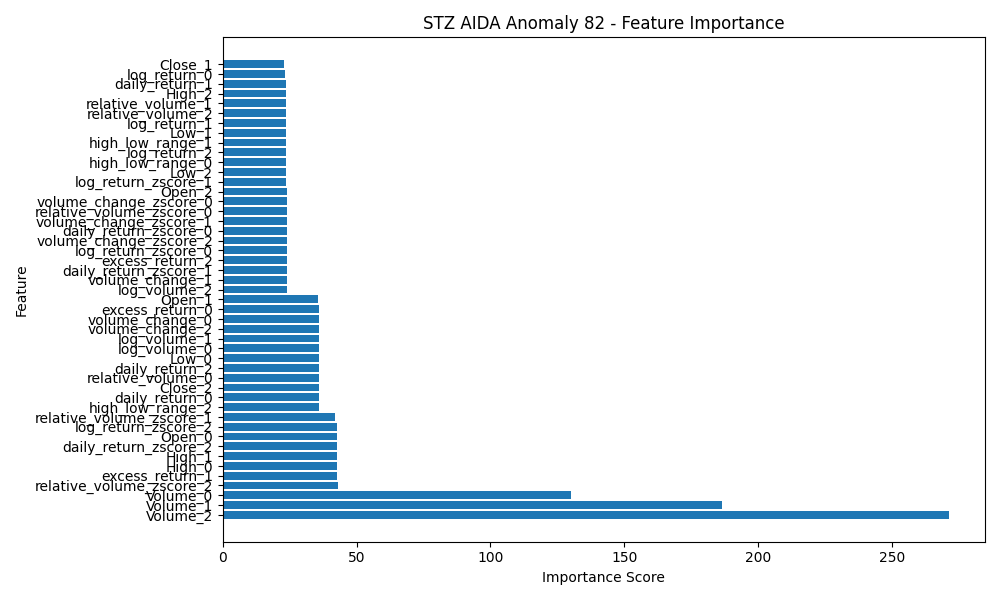 STZ AIDA Anomaly 82 - Feature Importance
Close_1
log_return_0
daily_return_1
High_2
relative_volume_1
relative_volume_2
log_return_1
Low_1
high_low_range_1
log_return_2
high_low_range_0
Low_2
log_return_zscore_1
Open_2
volume_change_zscore_0
relative_volume_zscore_0
volume_change_zscore_1
daily_return_zscore_0
volume_change_zscore_2
log_return_zscore_0
excess_return_2
daily_return_zscore_1
volume_change_1
log_volume_2
Open_1
excess_return_0
volume_change_0
volume_change_2
log_volume_1
log_volume_0
Low_0
daily_return_2
relative_volume_0
Close_2
daily_return_0
high_low_range_2
relative_volume_zscore_1
log_return_zscore_2
Open_0
daily_return_zscore_2
High_1
High_0
excess_return_1
relative_volume_zscore_2
Volume_0
Volume_1
Volume_2
Feature
0 50 100 150 200 250
Importance Score